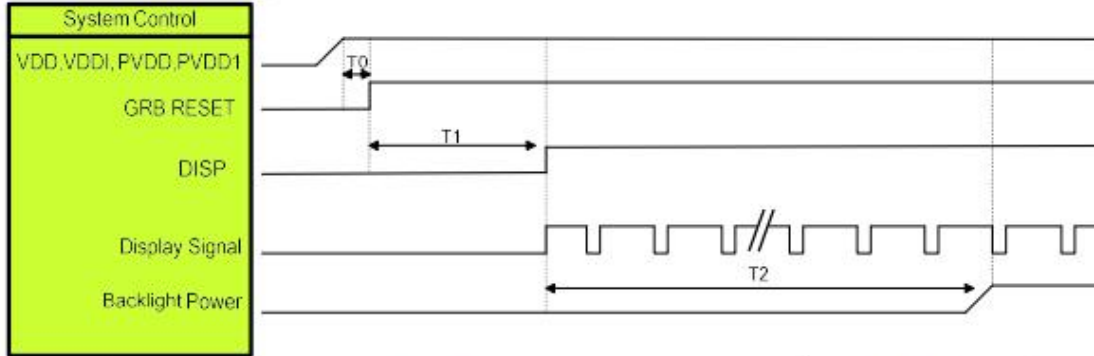 System Control
VDD,VDDI,PVDD,PVDD1
T0
GRB RESET
T1
DISP
Display Signal
T2
Backlight Power